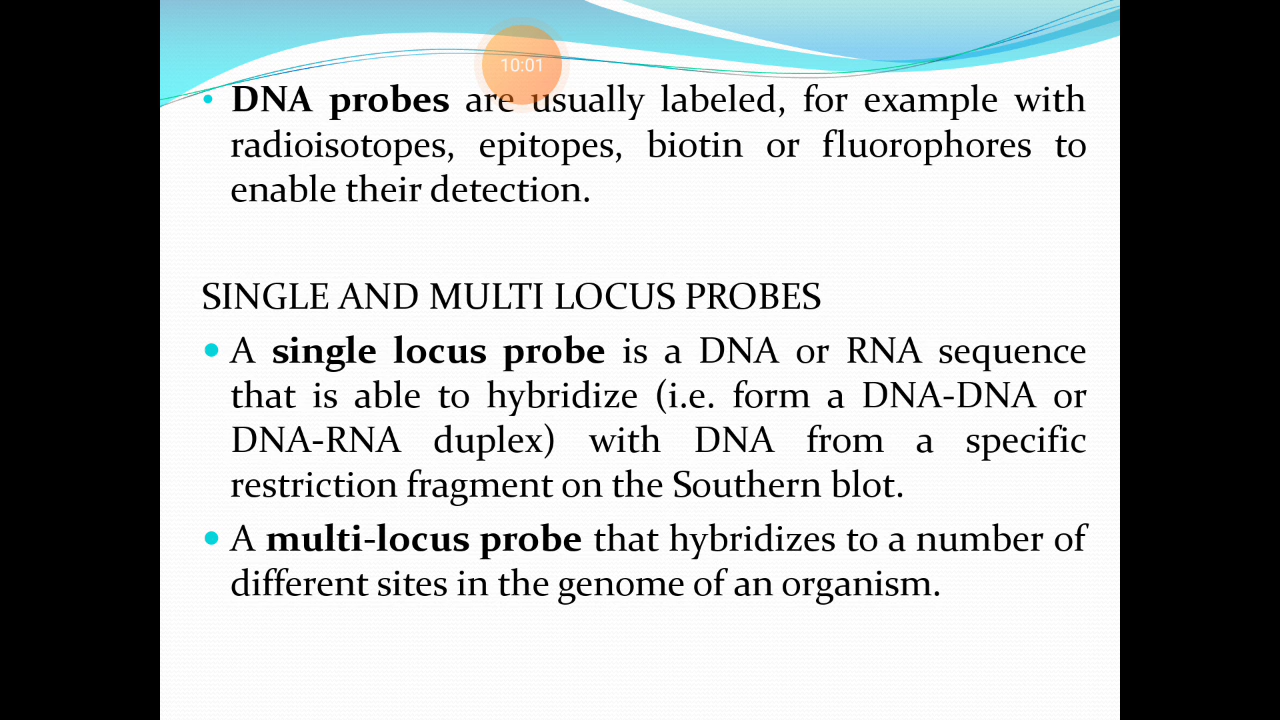 10:01
• DNA probes are usually labeled, for example with
radioisotopes, epitopes, biotin or fluorophores to
enable their detection.
SINGLE AND MULTI LOCUS PROBES
• A single locus probe is a DNA or RNA sequence
that is able to hybridize (i.e. form a DNA-DNA or
DNA-RNA duplex) with DNA from a specific
restriction fragment on the Southern blot.
• A multi-locus probe that hybridizes to a number of
different sites in the genome of an organism.